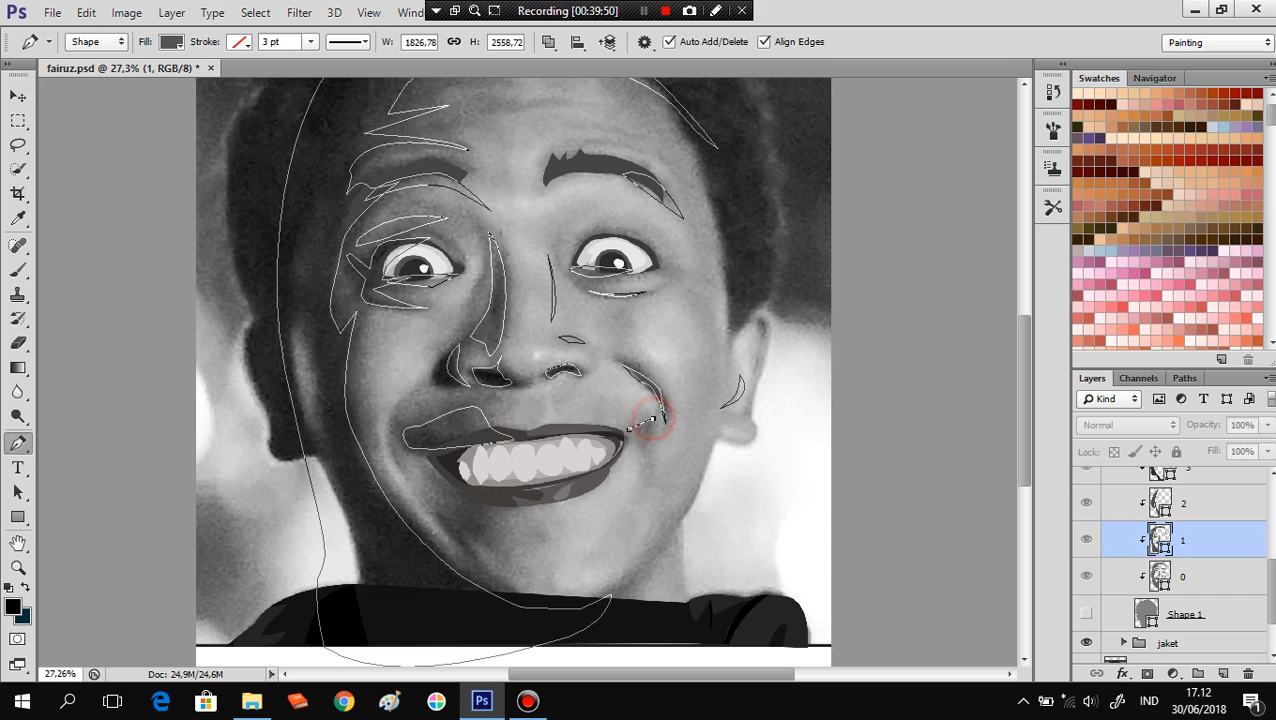 Ps File Edit Image Layer Type Select Filter 3D View Wind
Recording [00:39:50]
Shape Fill: Stroke: 3 pt W: 1826,78 H: 2558,72 Auto Add/Delete Align Edges Painting
fairuz.psd @ 27,3% (1, RGB/8) * ×
Swatches Navigator
Layers Channels Paths
Kind
Normal Opacity: 100%
Lock: Fill: 100%
3
2
1
0
Shape 1
jaket
27,26% Doc: 24,9M/24,6M
Ps IND 17.12
30/06/2018
1